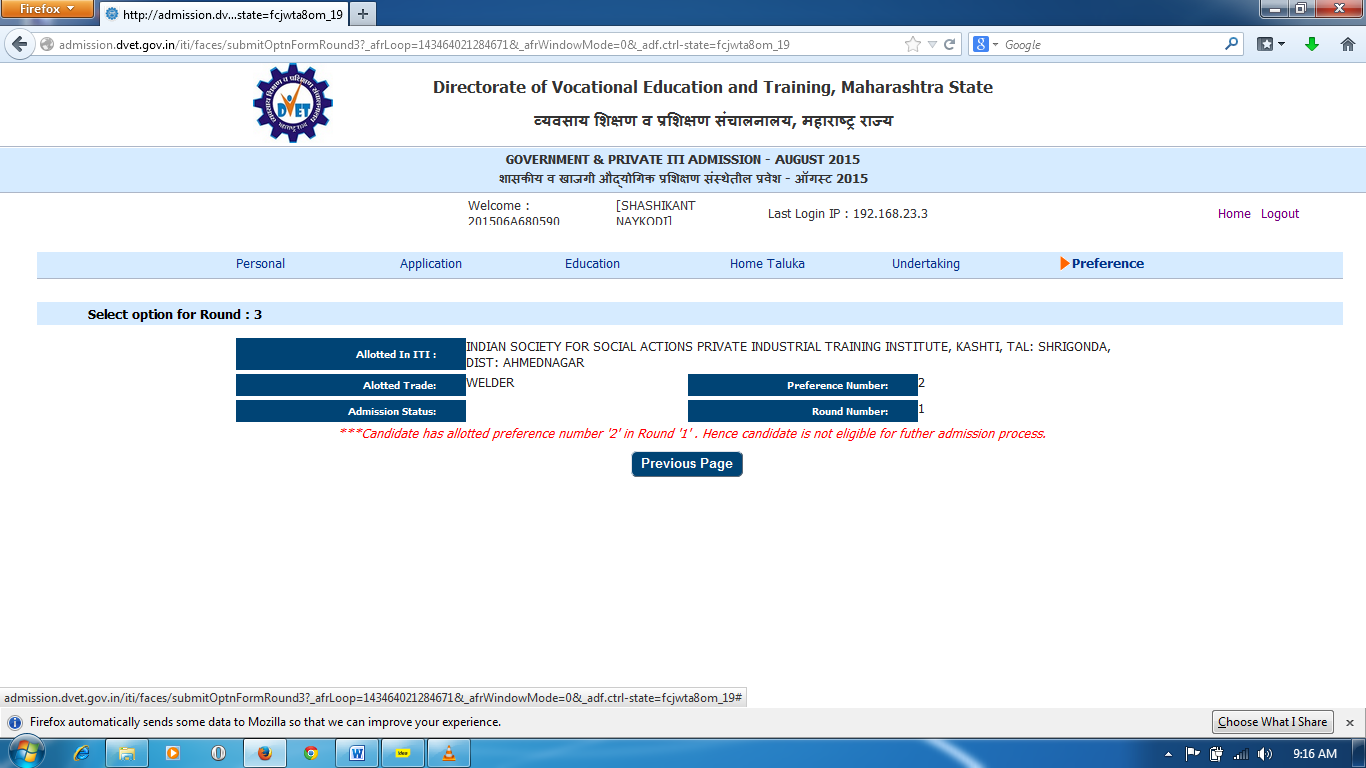 Firefox
http://admission.dv...state=fcjwta8om_19
admission.dvet.gov.in/iti/faces/submitOptnFormRound3?_afrLoop=143464021284671&_afrWindowMode=0&_adf.ctrl-state=fcjwta8om_19
Google
DVET
Directorate of Vocational Education and Training, Maharashtra State
व्यवसाय शिक्षण व प्रशिक्षण संचालनालय, महाराष्ट्र राज्य
GOVERNMENT & PRIVATE ITI ADMISSION - AUGUST 2015
शासकीय व खाजगी औद्योगिक प्रशिक्षण संस्थेतील प्रवेश - ऑगस्ट 2015
Welcome : 201506A680590 [SHASHIKANT NAYKODI] Last Login IP : 192.168.23.3 Home Logout
Personal Application Education Home Taluka Undertaking Preference
Select option for Round : 3
Allotted In ITI : INDIAN SOCIETY FOR SOCIAL ACTIONS PRIVATE INDUSTRIAL TRAINING INSTITUTE, KASHTI, TAL: SHRIGONDA,
DIST: AHMEDNAGAR
Alotted Trade: WELDER Preference Number: 2
Admission Status: Round Number: 1
***Candidate has allotted preference number '2' in Round '1' . Hence candidate is not eligible for futher admission process.
Previous Page
admission.dvet.gov.in/iti/faces/submitOptnFormRound3?_afrLoop=143464021284671&_afrWindowMode=0&_adf.ctrl-state=fcjwta8om_19#
Firefox automatically sends some data to Mozilla so that we can improve your experience. Choose What I Share
9:16 AM